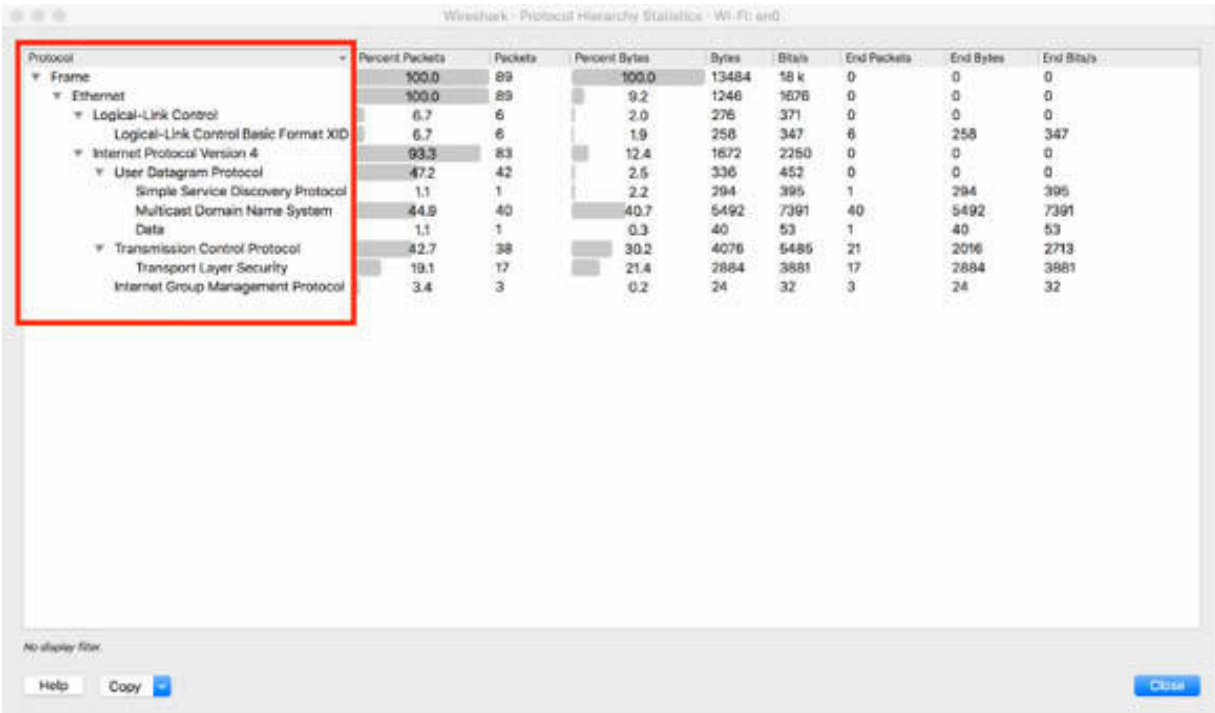 Wireshark · Protocol Hierarchy Statistics · Wi-Fi: en0
Protocol Percent Packets Packets Percent Bytes Bytes Bits/s End Packets End Bytes End Bits/s
Frame 100.0 89 100.0 13484 18 k 0 0 0
Ethernet 100.0 89 9.2 1246 1676 0 0 0
Logical-Link Control 6.7 6 2.0 276 371 0 0 0
Logical-Link Control Basic Format XID 6.7 6 1.9 258 347 6 258 347
Internet Protocol Version 4 93.3 83 12.4 1672 2250 0 0 0
User Datagram Protocol 47.2 42 2.5 336 452 0 0 0
Simple Service Discovery Protocol 1.1 1 2.2 294 395 1 294 395
Multicast Domain Name System 44.9 40 40.7 5492 7391 40 5492 7391
Data 1.1 1 0.3 40 53 1 40 53
Transmission Control Protocol 42.7 38 30.2 4076 5485 21 2016 2713
Transport Layer Security 19.1 17 21.4 2884 3881 17 2884 3881
Internet Group Management Protocol 3.4 3 0.2 24 32 3 24 32
No display filter.
Help Copy Close